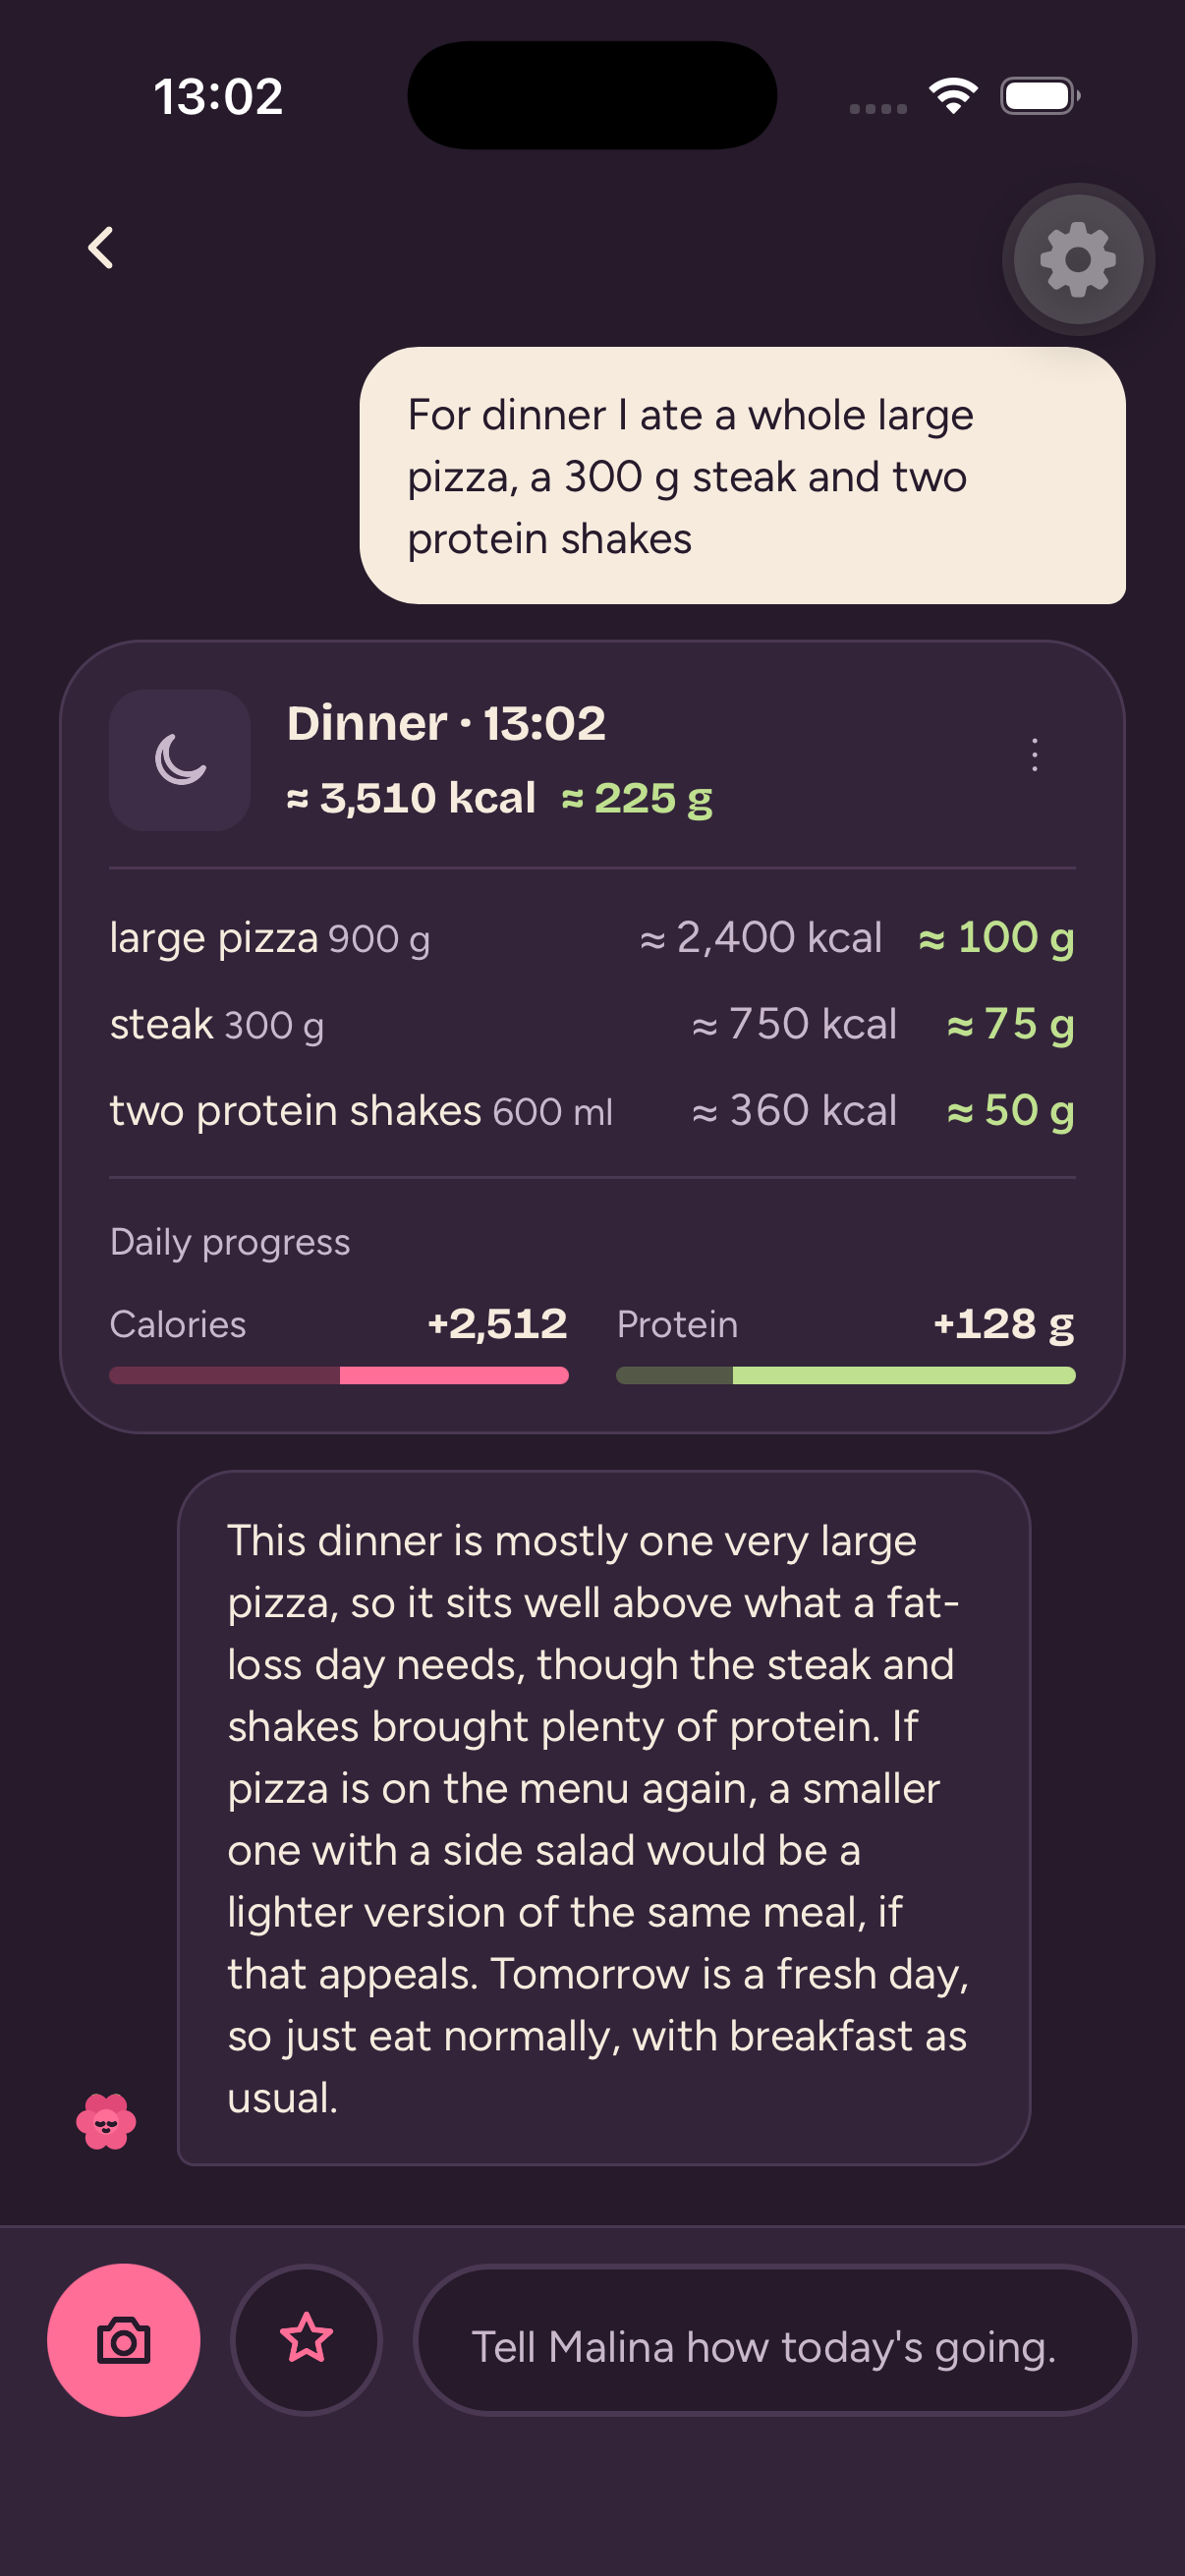 13:02
For dinner I ate a whole large
pizza, a 300 g steak and two
protein shakes
Dinner · 13:02
≈ 3,510 kcal ≈ 225 g
large pizza 900 g ≈ 2,400 kcal ≈ 100 g
steak 300 g ≈ 750 kcal ≈ 75 g
two protein shakes 600 ml ≈ 360 kcal ≈ 50 g
Daily progress
Calories +2,512 Protein +128 g
This dinner is mostly one very large
pizza, so it sits well above what a fat-
loss day needs, though the steak and
shakes brought plenty of protein. If
pizza is on the menu again, a smaller
one with a side salad would be a
lighter version of the same meal, if
that appeals. Tomorrow is a fresh day,
so just eat normally, with breakfast as
usual.
Tell Malina how today's going.